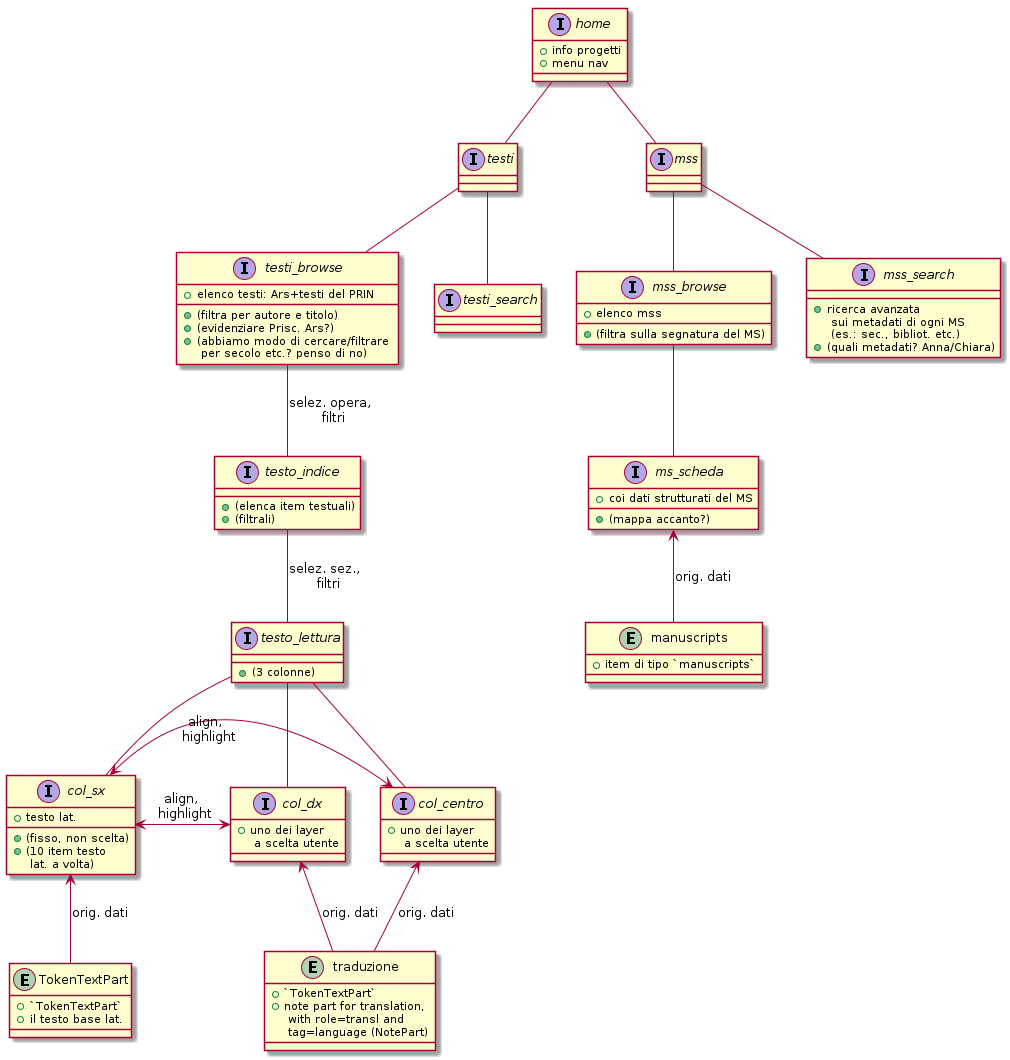 I home
info progetti
menu nav
I testi
I mss
I testi_browse
elenco testi: Ars+testi del PRIN
(filtra per autore e titolo)
(evidenziare Prisc. Ars?)
(abbiamo modo di cercare/filtrare
per secolo etc.? penso di no)
I testi_search
I mss_browse
elenco mss
(filtra sulla segnatura del MS)
I mss_search
ricerca avanzata
sui metadati di ogni MS
(es.: sec., bibliot. etc.)
(quali metadati? Anna/Chiara)
selez. opera,
filtri
I testo_indice
(elenca item testuali)
(filtrali)
I ms_scheda
coi dati strutturati del MS
(mappa accanto?)
selez. sez.,
filtri
orig. dati
I testo_lettura
(3 colonne)
E manuscripts
item di tipo `manuscripts`
align,
highlight
I col_sx
testo lat.
(fisso, non scelta)
(10 item testo
lat. a volta)
align,
highlight
I col_dx
uno dei layer
a scelta utente
I col_centro
uno dei layer
a scelta utente
orig. dati
orig. dati
orig. dati
E TokenTextPart
`TokenTextPart`
il testo base lat.
E traduzione
`TokenTextPart`
note part for translation,
with role=transl and
tag=language (NotePart)